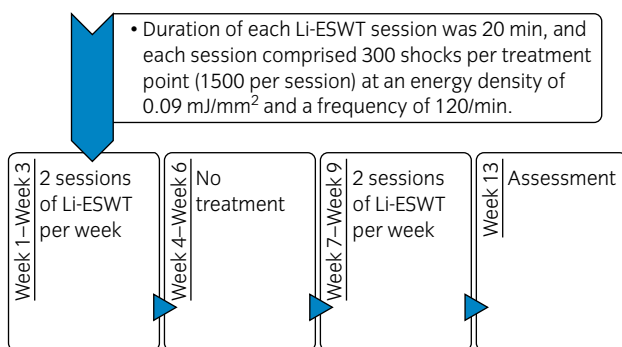 • Duration of each Li-ESWT session was 20 min, and
each session comprised 300 shocks per treatment
point (1500 per session) at an energy density of
0.09 mJ/mm² and a frequency of 120/min.
Week 1–Week 3
2 sessions
of Li-ESWT
per week
Week 4–Week 6
No
treatment
Week 7–Week 9
2 sessions
of Li-ESWT
per week
Week 13
Assessment